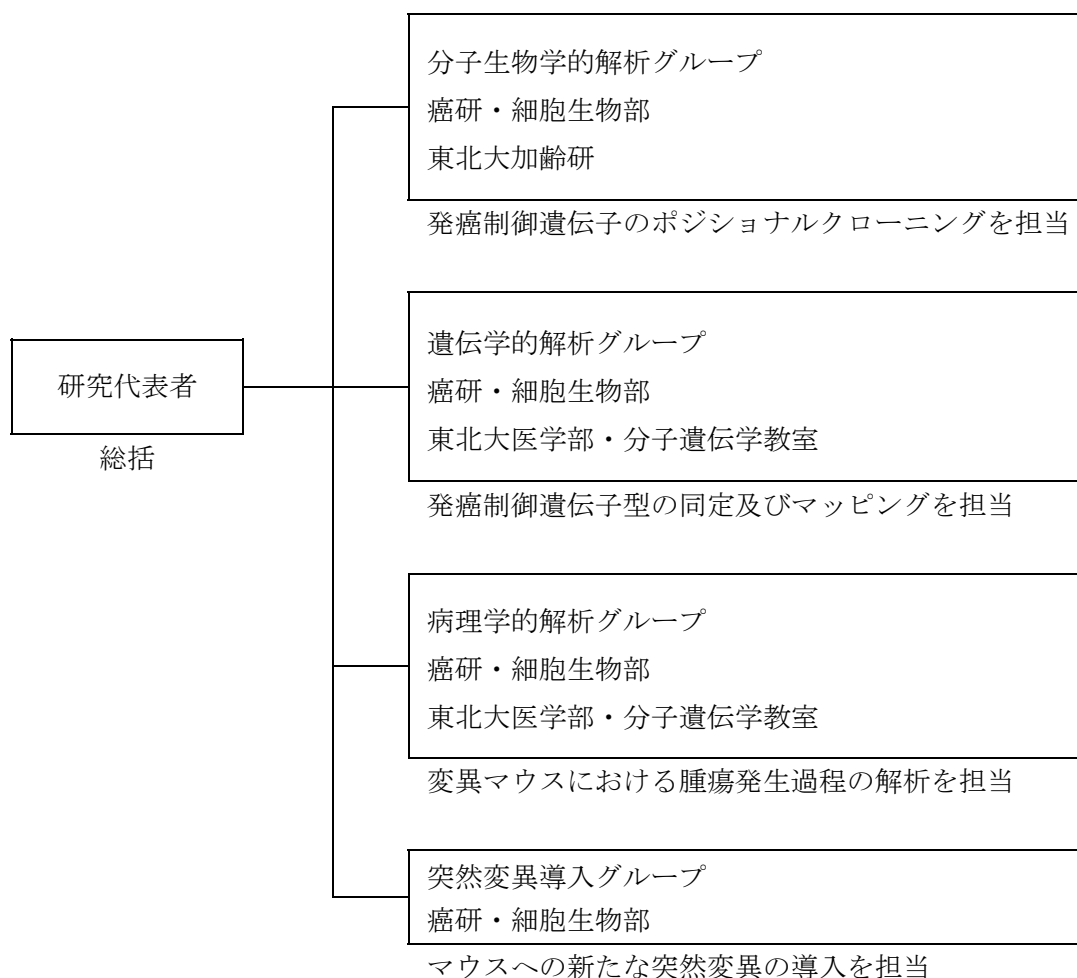 分子生物学的解析グループ
癌研・細胞生物部
東北大加齢研
発癌制御遺伝子のポジショナルクローニングを担当
遺伝学的解析グループ
癌研・細胞生物部
東北大医学部・分子遺伝学教室
発癌制御遺伝子型の同定及びマッピングを担当
研究代表者
総括
病理学的解析グループ
癌研・細胞生物部
東北大医学部・分子遺伝学教室
変異マウスにおける腫瘍発生過程の解析を担当
突然変異導入グループ
癌研・細胞生物部
マウスへの新たな突然変異の導入を担当